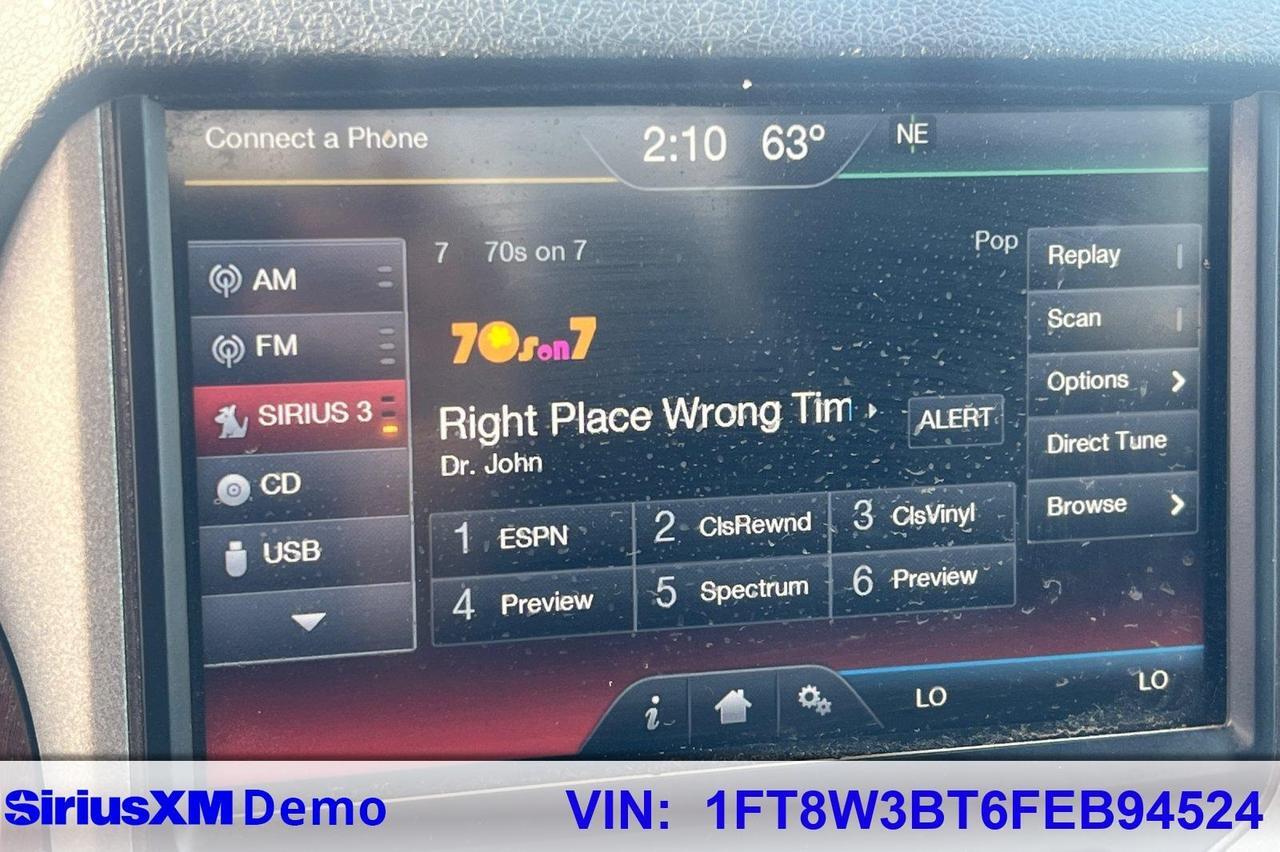 Connect a Phone
2:10 63° NE
7 70s on 7 Pop
70s on 7
Right Place Wrong Tim
ALERT
Dr. John
AM
FM
SIRIUS 3
CD
USB
1 ESPN
2 ClsRewnd
3 ClsVinyl
4 Preview
5 Spectrum
6 Preview
Replay
Scan
Options
Direct Tune
Browse
i
LO
LO
SiriusXM Demo
VIN: 1FT8W3BT6FEB94524